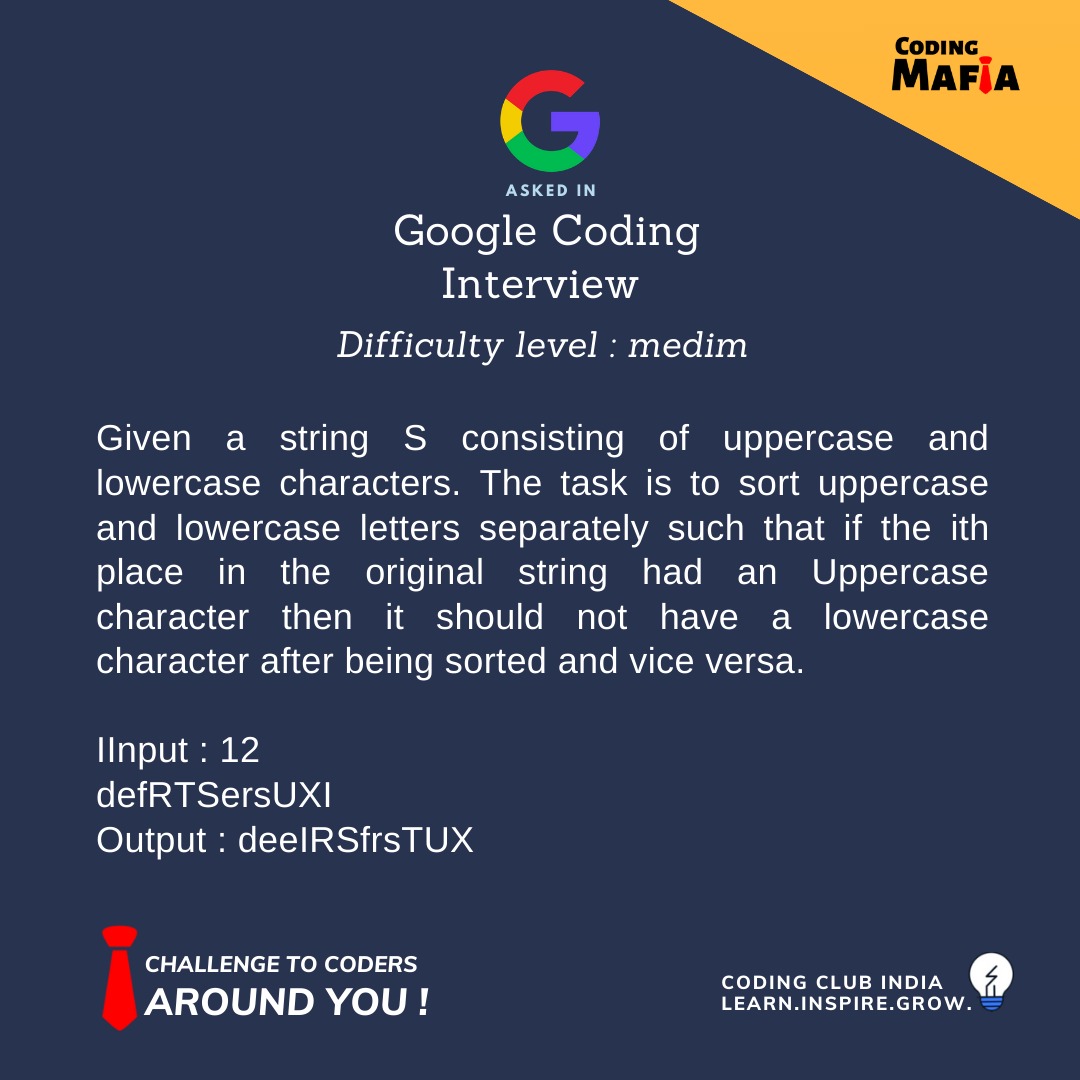 CODING
MAFIA
ASKED IN
Google Coding
Interview
Difficulty level : medim
Given a string S consisting of uppercase and
lowercase characters. The task is to sort uppercase
and lowercase letters separately such that if the ith
place in the original string had an Uppercase
character then it should not have a lowercase
character after being sorted and vice versa.
IInput : 12
defRTSersUXI
Output : deeIRSfrsTUX
CHALLENGE TO CODERS
AROUND YOU !
CODING CLUB INDIA
LEARN.INSPIRE.GROW.